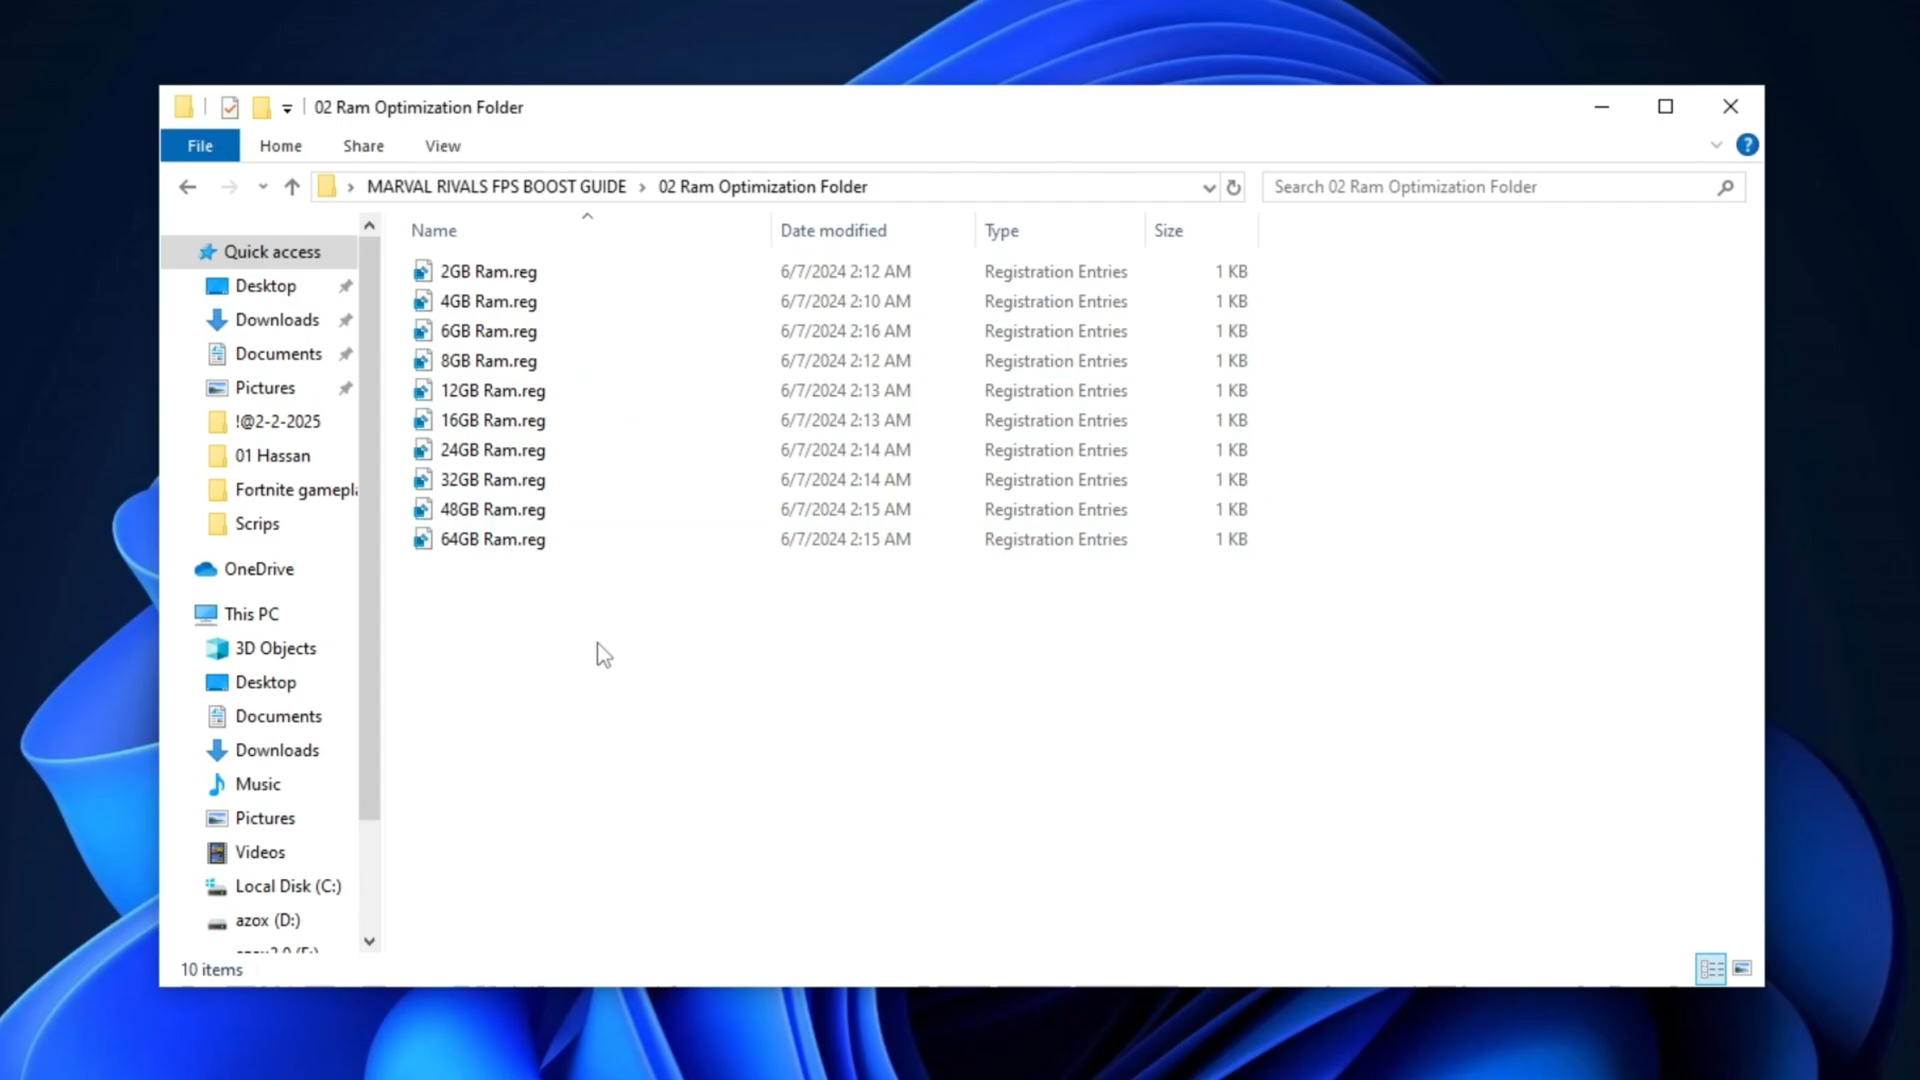 02 Ram Optimization Folder
File Home Share View
MARVAL RIVALS FPS BOOST GUIDE 02 Ram Optimization Folder Search 02 Ram Optimization Folder
Name Date modified Type Size
Quick access
Desktop
Downloads
Documents
Pictures
!@2-2-2025
01 Hassan
Fortnite gamepl
Scrips
OneDrive
This PC
3D Objects
Desktop
Documents
Downloads
Music
Pictures
Videos
Local Disk (C:)
azox (D:)
2GB Ram.reg 6/7/2024 2:12 AM Registration Entries 1 KB
4GB Ram.reg 6/7/2024 2:10 AM Registration Entries 1 KB
6GB Ram.reg 6/7/2024 2:16 AM Registration Entries 1 KB
8GB Ram.reg 6/7/2024 2:12 AM Registration Entries 1 KB
12GB Ram.reg 6/7/2024 2:13 AM Registration Entries 1 KB
16GB Ram.reg 6/7/2024 2:13 AM Registration Entries 1 KB
24GB Ram.reg 6/7/2024 2:14 AM Registration Entries 1 KB
32GB Ram.reg 6/7/2024 2:14 AM Registration Entries 1 KB
48GB Ram.reg 6/7/2024 2:15 AM Registration Entries 1 KB
64GB Ram.reg 6/7/2024 2:15 AM Registration Entries 1 KB
10 items